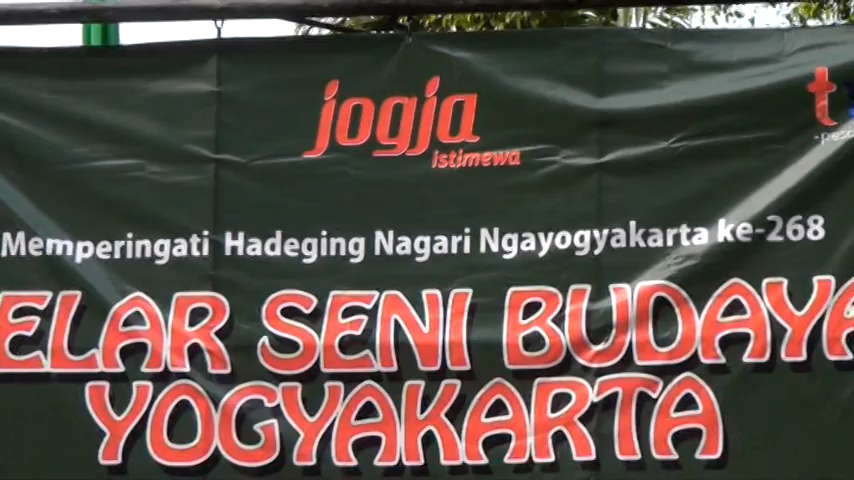 jogja
istimewa
Memperingati Hadeging Nagari Ngayogyakarta ke-268
ELAR SENI BUDAYA
YOGYAKARTA